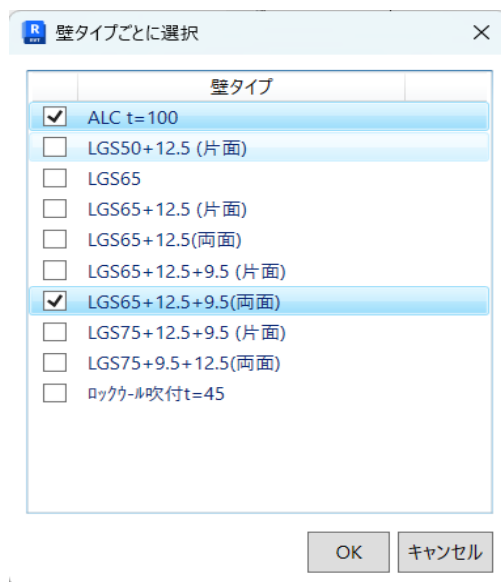 R
EXT
壁タイプごとに選択
壁タイプ
ALC t=100
LGS50+12.5 (片面)
LGS65
LGS65+12.5 (片面)
LGS65+12.5(両面)
LGS65+12.5+9.5 (片面)
LGS65+12.5+9.5(両面)
LGS75+12.5+9.5 (片面)
LGS75+9.5+12.5(両面)
ﾛｯｸｳｰﾙ吹付t=45
OK
キャンセル